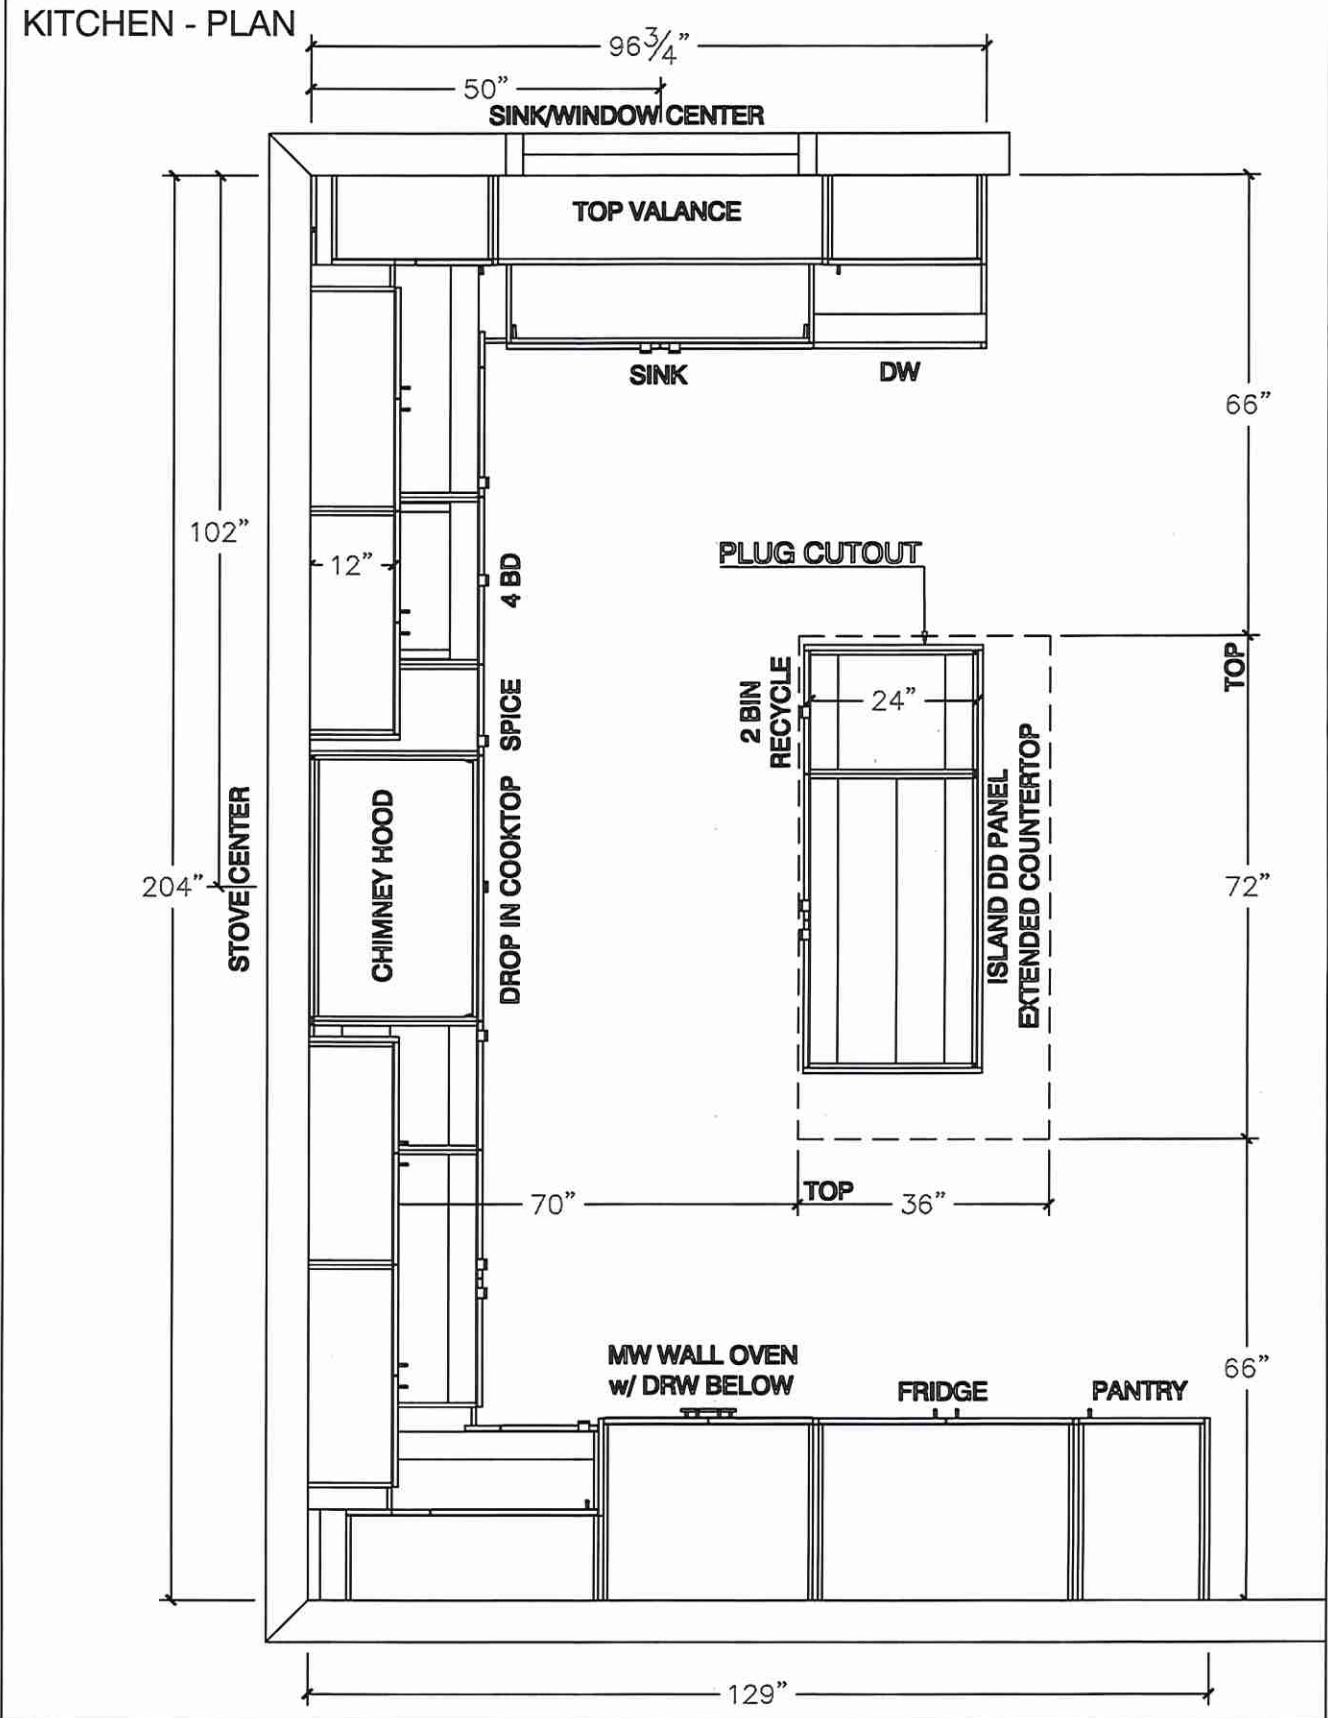 KITCHEN - PLAN
96 3/4"
50"
SINK/WINDOW CENTER
TOP VALANCE
SINK
DW
66"
102"
12"
4 BD
PLUG CUTOUT
2 BIN
RECYCLE
24"
TOP
SPICE
STOVE CENTER
204"
CHIMNEY HOOD
DROP IN COOKTOP
ISLAND DD PANEL
EXTENDED COUNTERTOP
72"
70"
TOP
36"
MW WALL OVEN
w/ DRW BELOW
FRIDGE
PANTRY
66"
129"